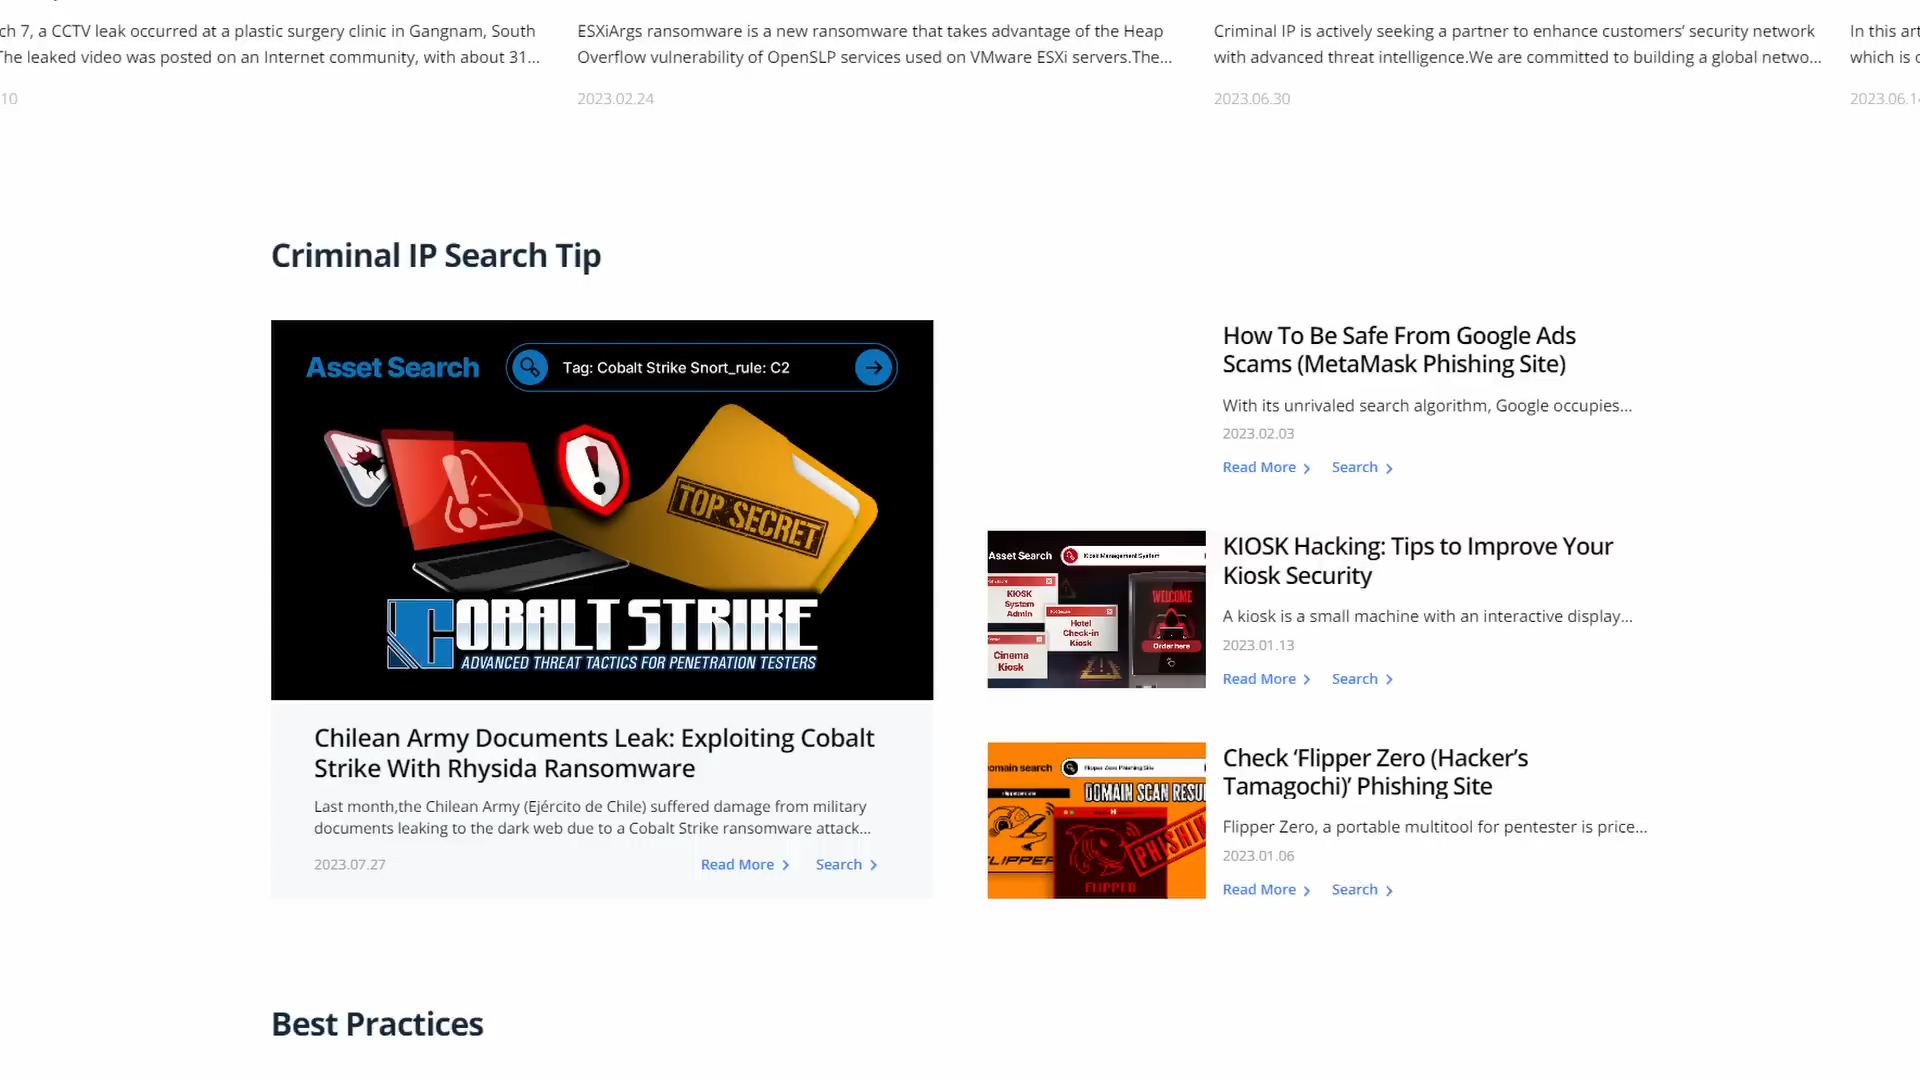 ch 7, a CCTV leak occurred at a plastic surgery clinic in Gangnam, South
The leaked video was posted on an Internet community, with about 31...
10
ESXiArgs ransomware is a new ransomware that takes advantage of the Heap
Overflow vulnerability of OpenSLP services used on VMware ESXi servers.The...
2023.02.24
Criminal IP is actively seeking a partner to enhance customers’ security network
with advanced threat intelligence.We are committed to building a global netwo...
2023.06.30
In this art
which is c
2023.06.14
Criminal IP Search Tip
Asset Search
Tag: Cobalt Strike Snort_rule: C2
TOP SECRET
COBALT STRIKE
ADVANCED THREAT TACTICS FOR PENETRATION TESTERS
Chilean Army Documents Leak: Exploiting Cobalt
Strike With Rhysida Ransomware
Last month,the Chilean Army (Ejército de Chile) suffered damage from military
documents leaking to the dark web due to a Cobalt Strike ransomware attack...
2023.07.27
Read More
Search
How To Be Safe From Google Ads
Scams (MetaMask Phishing Site)
With its unrivaled search algorithm, Google occupies...
2023.02.03
Read More
Search
Asset Search
Kiosk Management System
KIOSK
System
Admin
Hotel
Check-in
Kiosk
Cinema
Kiosk
WELCOME
Order here
KIOSK Hacking: Tips to Improve Your
Kiosk Security
A kiosk is a small machine with an interactive display...
2023.01.13
Read More
Search
omain search
Flipper Zero Phishing Site
DOMAIN SCAN RESU
FLIPPER
PHISHIN
FLIPPER
Check ‘Flipper Zero (Hacker’s
Tamagochi)’ Phishing Site
Flipper Zero, a portable multitool for pentester is price...
2023.01.06
Read More
Search
Best Practices